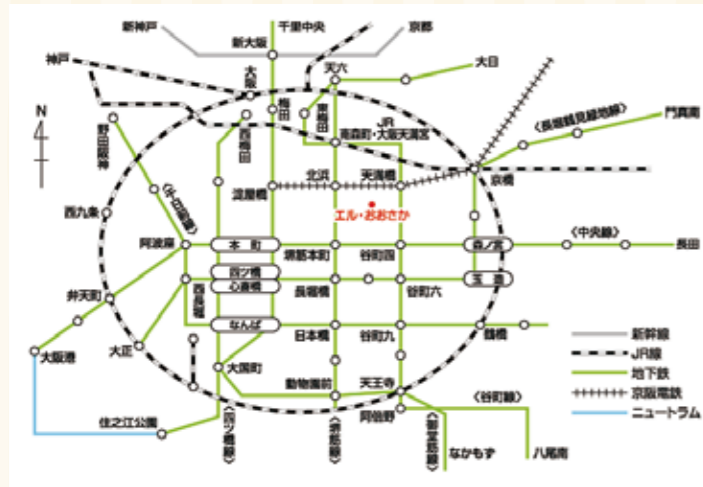 新神戸
千里中央
京都
新大阪
神戸
大阪
天六
大日
梅田
東梅田
JR
南森町・大阪天満宮
〈長堀鶴見緑地線〉
門真南
N
野田阪神
西梅田
淀屋橋
北浜
天満橋
京橋
エル・おおさか
西九条
〈千日前線〉
阿波座
本町
堺筋本町
谷町四
森ノ宮
〈中央線〉
長田
四ツ橋
心斎橋
西長堀
長堀橋
谷町六
玉造
弁天町
なんば
日本橋
谷町九
鶴橋
大阪港
大正
大国町
動物園前
天王寺
阿倍野
〈谷町線〉
住之江公園
〈四ツ橋線〉
〈堺筋線〉
〈御堂筋線〉
なかもず
八尾南
新幹線
JR線
地下鉄
京阪電鉄
ニュートラム